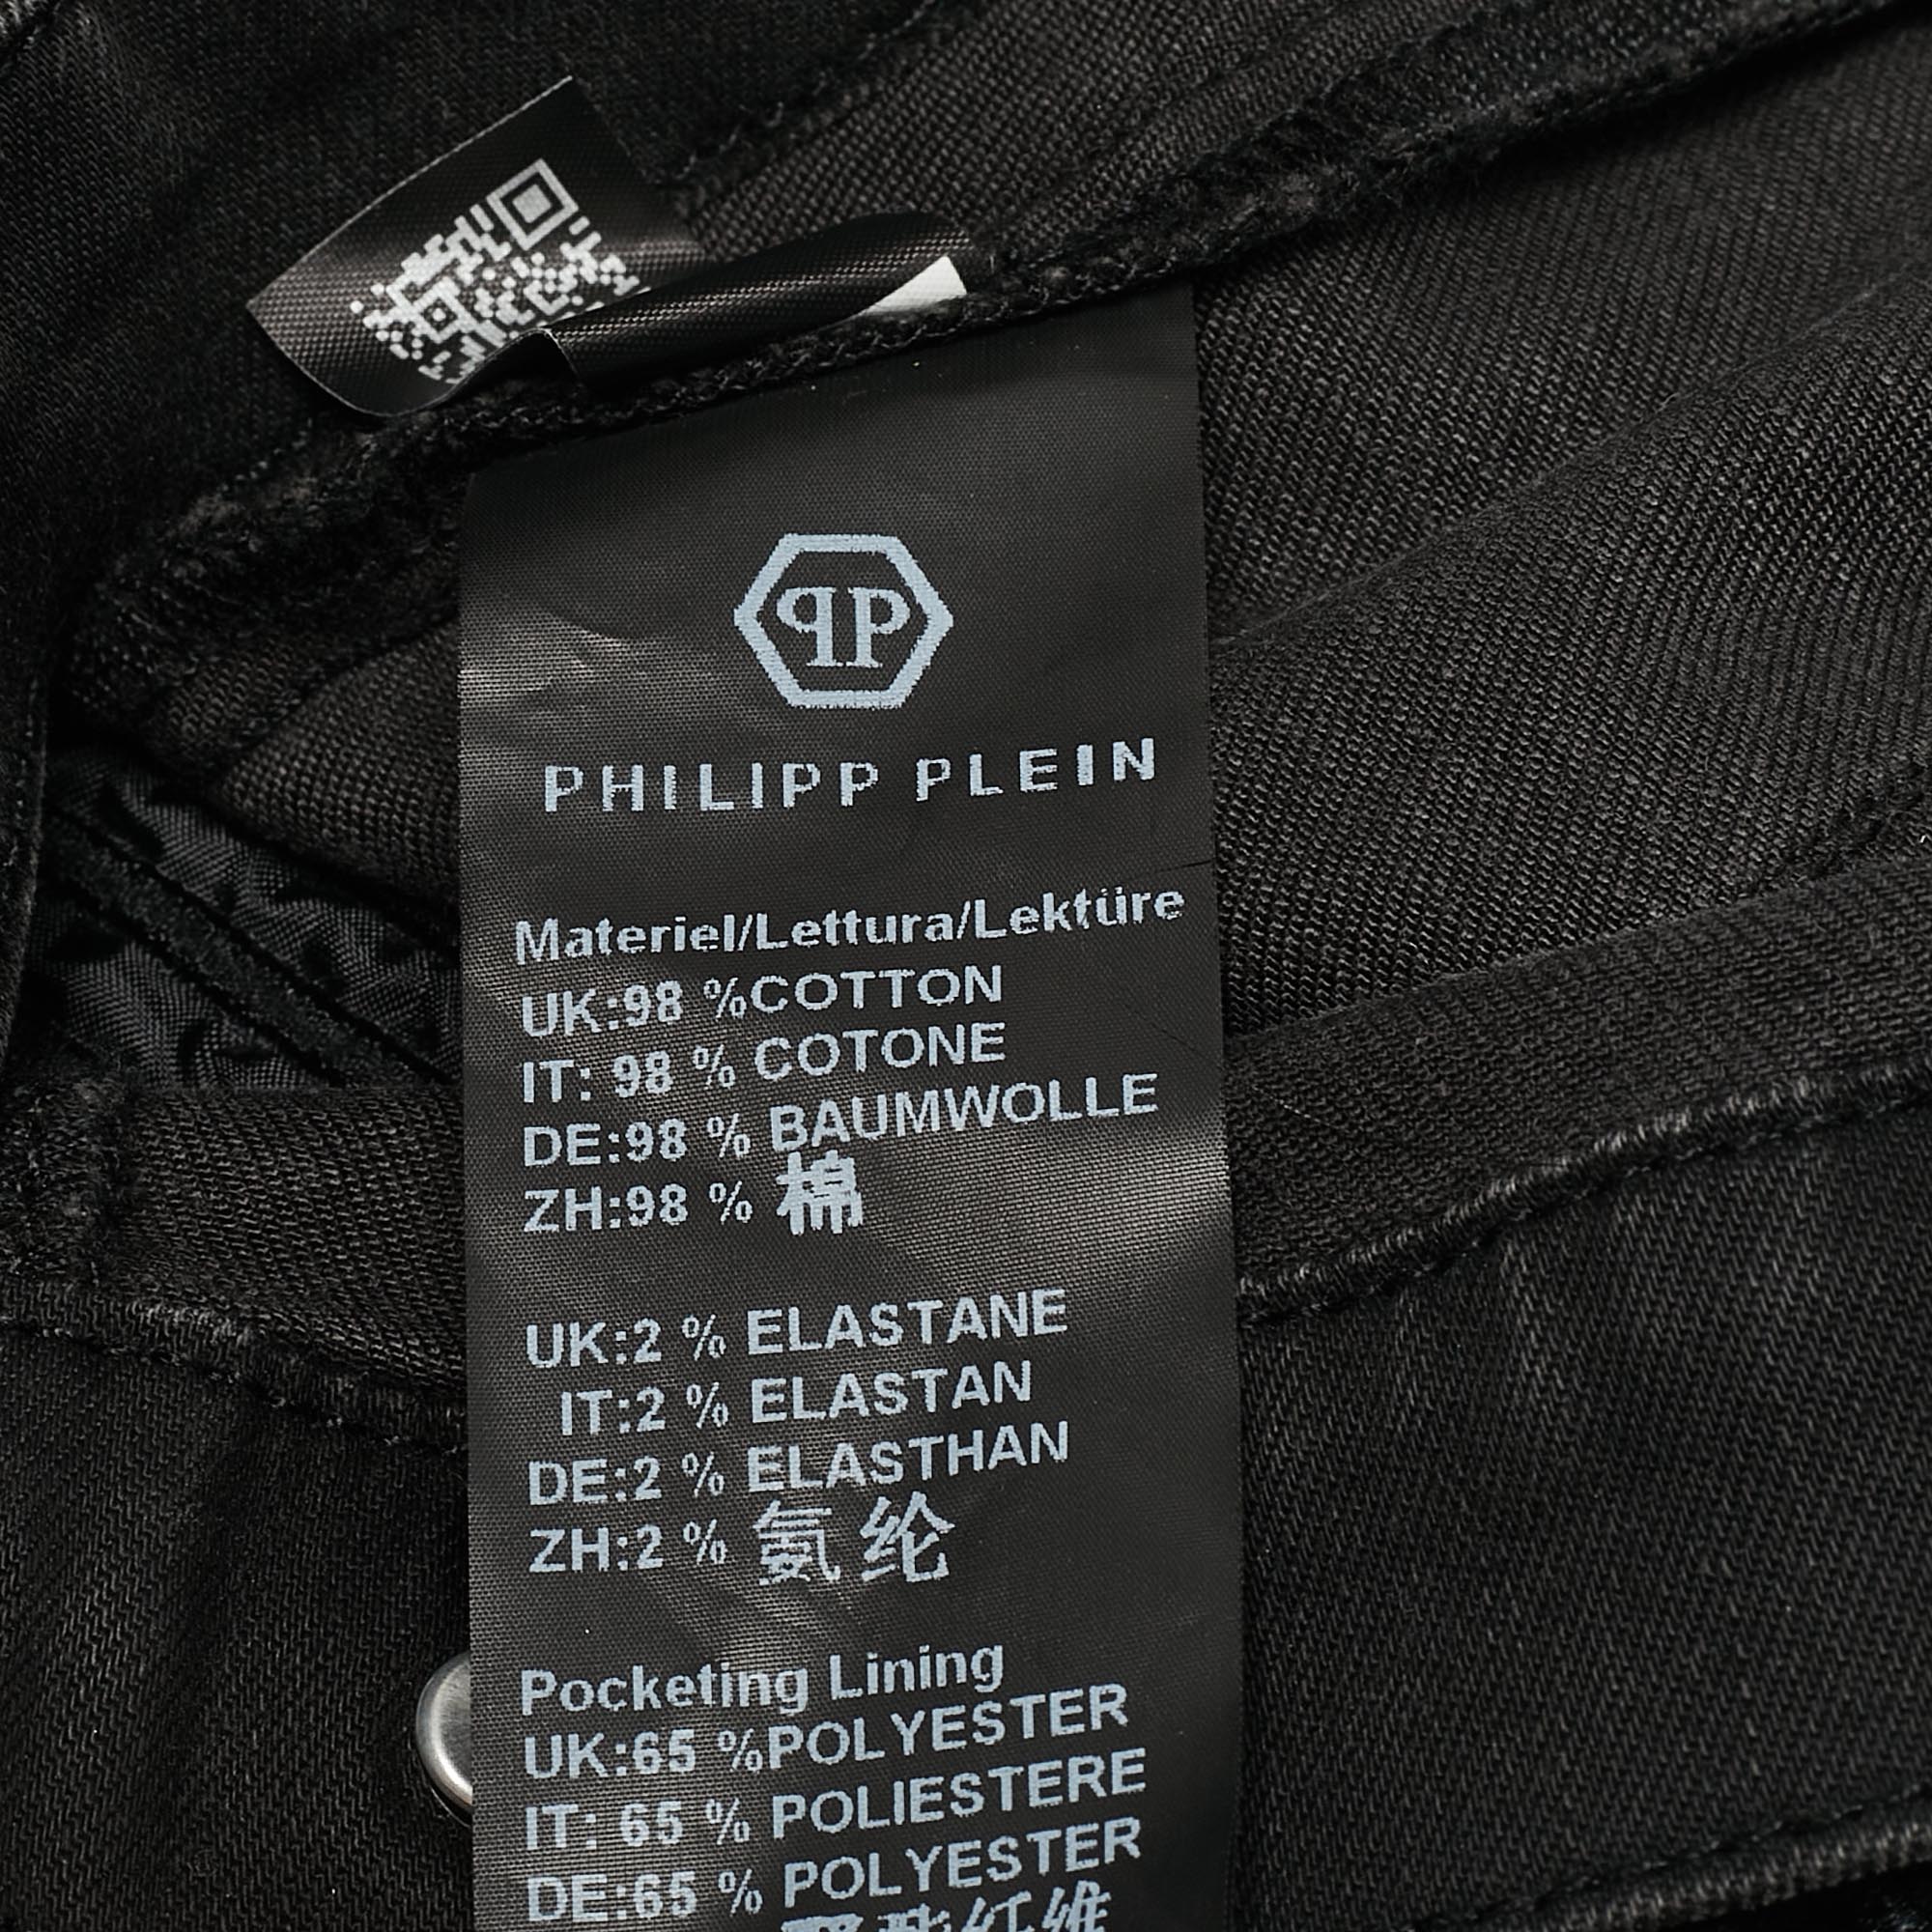 PP
PHILIPP PLEIN
Materiel/Lettura/Lektüre
UK:98 %COTTON
IT: 98 % COTONE
DE:98 % BAUMWOLLE
ZH:98 % 棉
UK:2 % ELASTANE
IT:2 % ELASTAN
DE:2 % ELASTHAN
ZH:2 % 氨纶
Pocketing Lining
UK:65 %POLYESTER
IT: 65 % POLIESTERE
DE:65 % POLYESTER